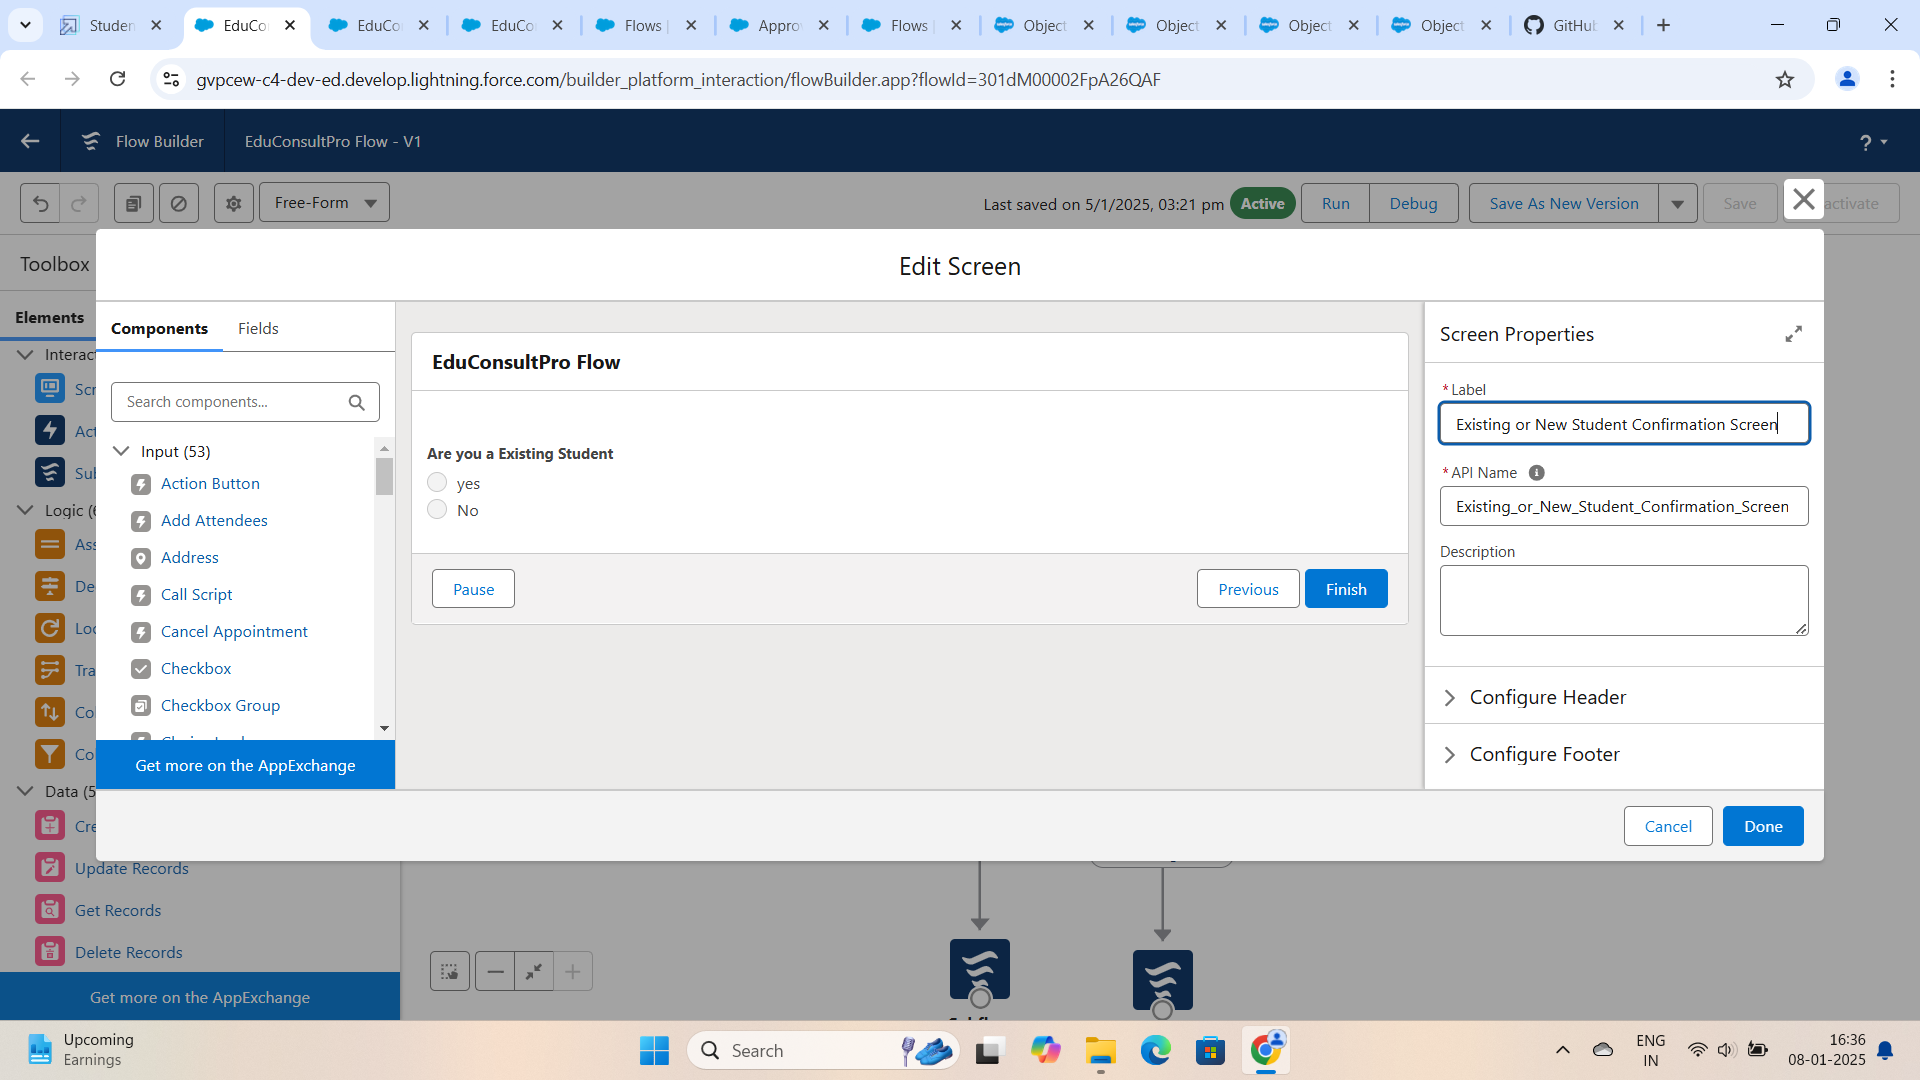 Studen
EduCo
EduCo
EduCo
Flows |
Appro
Flows |
Object
Object
Object
Object
GitHub
gvpcew-c4-dev-ed.develop.lightning.force.com/builder_platform_interaction/flowBuilder.app?flowId=301dM00002FpA26QAF
Flow Builder
EduConsultPro Flow - V1
?
Free-Form
Last saved on 5/1/2025, 03:21 pm
Active
Run
Debug
Save As New Version
Save
activate
Toolbox
Edit Screen
Elements
Components
Fields
EduConsultPro Flow
Screen Properties
Interac
Scr
Search components...
*Label
Existing or New Student Confirmation Screen
Act
Input (53)
Are you a Existing Student
*API Name
Sub
Action Button
yes
Existing_or_New_Student_Confirmation_Screen
Logic (6
Add Attendees
No
Ass
Address
Description
De
Call Script
Pause
Previous
Finish
Loo
Cancel Appointment
Tra
Checkbox
Col
Checkbox Group
Configure Header
Col
Get more on the AppExchange
Configure Footer
Data (5
Cre
Cancel
Done
Update Records
Get Records
Delete Records
Get more on the AppExchange
Upcoming
Earnings
Search
ENG
IN
16:36
08-01-2025